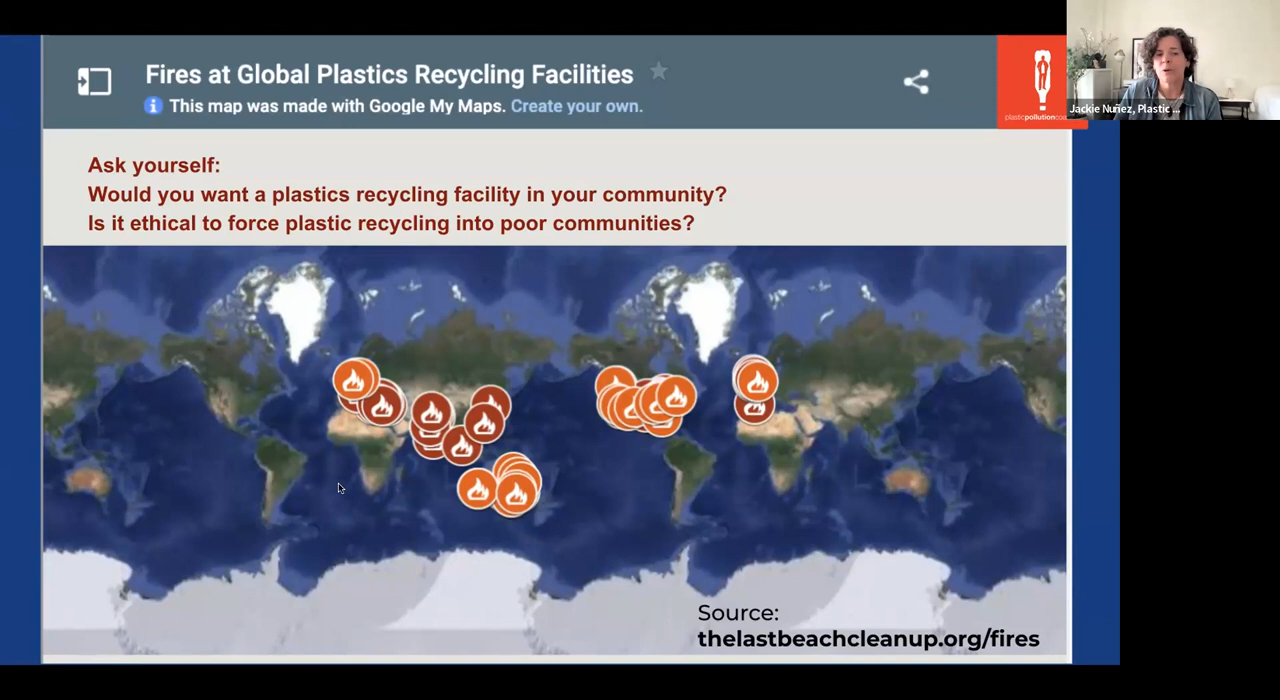 Fires at Global Plastics Recycling Facilities
This map was made with Google My Maps. Create your own.
plasticpollutionco
Jackie Nuñez, Plastic ...
Ask yourself:
Would you want a plastics recycling facility in your community?
Is it ethical to force plastic recycling into poor communities?
Source:
thelastbeachcleanup.org/fires